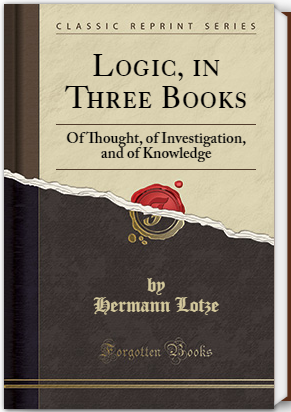 CLASSIC REPRINT SERIES
LOGIC, IN
THREE BOOKS
Of Thought, of Investigation,
and of Knowledge
by
Hermann Lotze
Forgotten Books